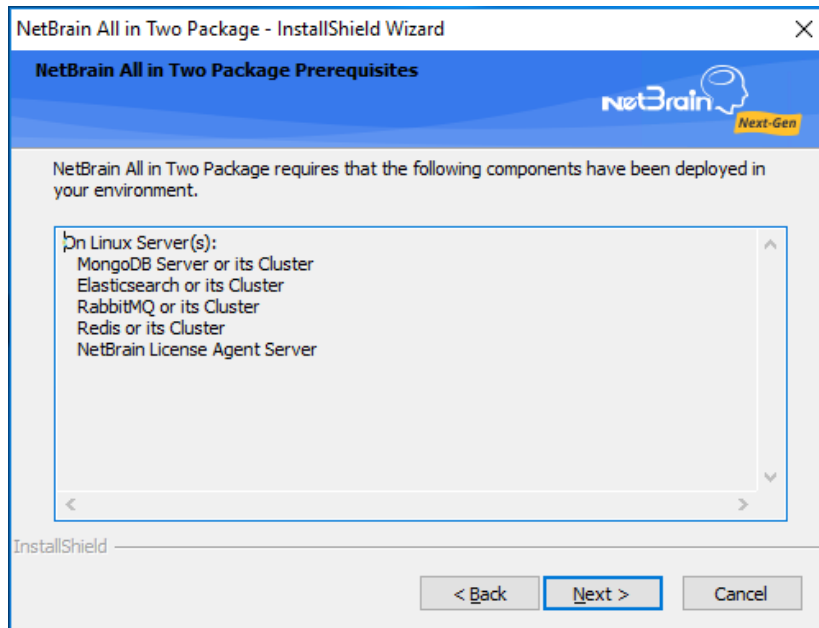 NetBrain All in Two Package - InstallShield Wizard
NetBrain All in Two Package Prerequisites
NetBrain
Next-Gen
NetBrain All in Two Package requires that the following components have been deployed in
your environment.
On Linux Server(s):
MongoDB Server or its Cluster
Elasticsearch or its Cluster
RabbitMQ or its Cluster
Redis or its Cluster
NetBrain License Agent Server
InstallShield
< Back
Next >
Cancel